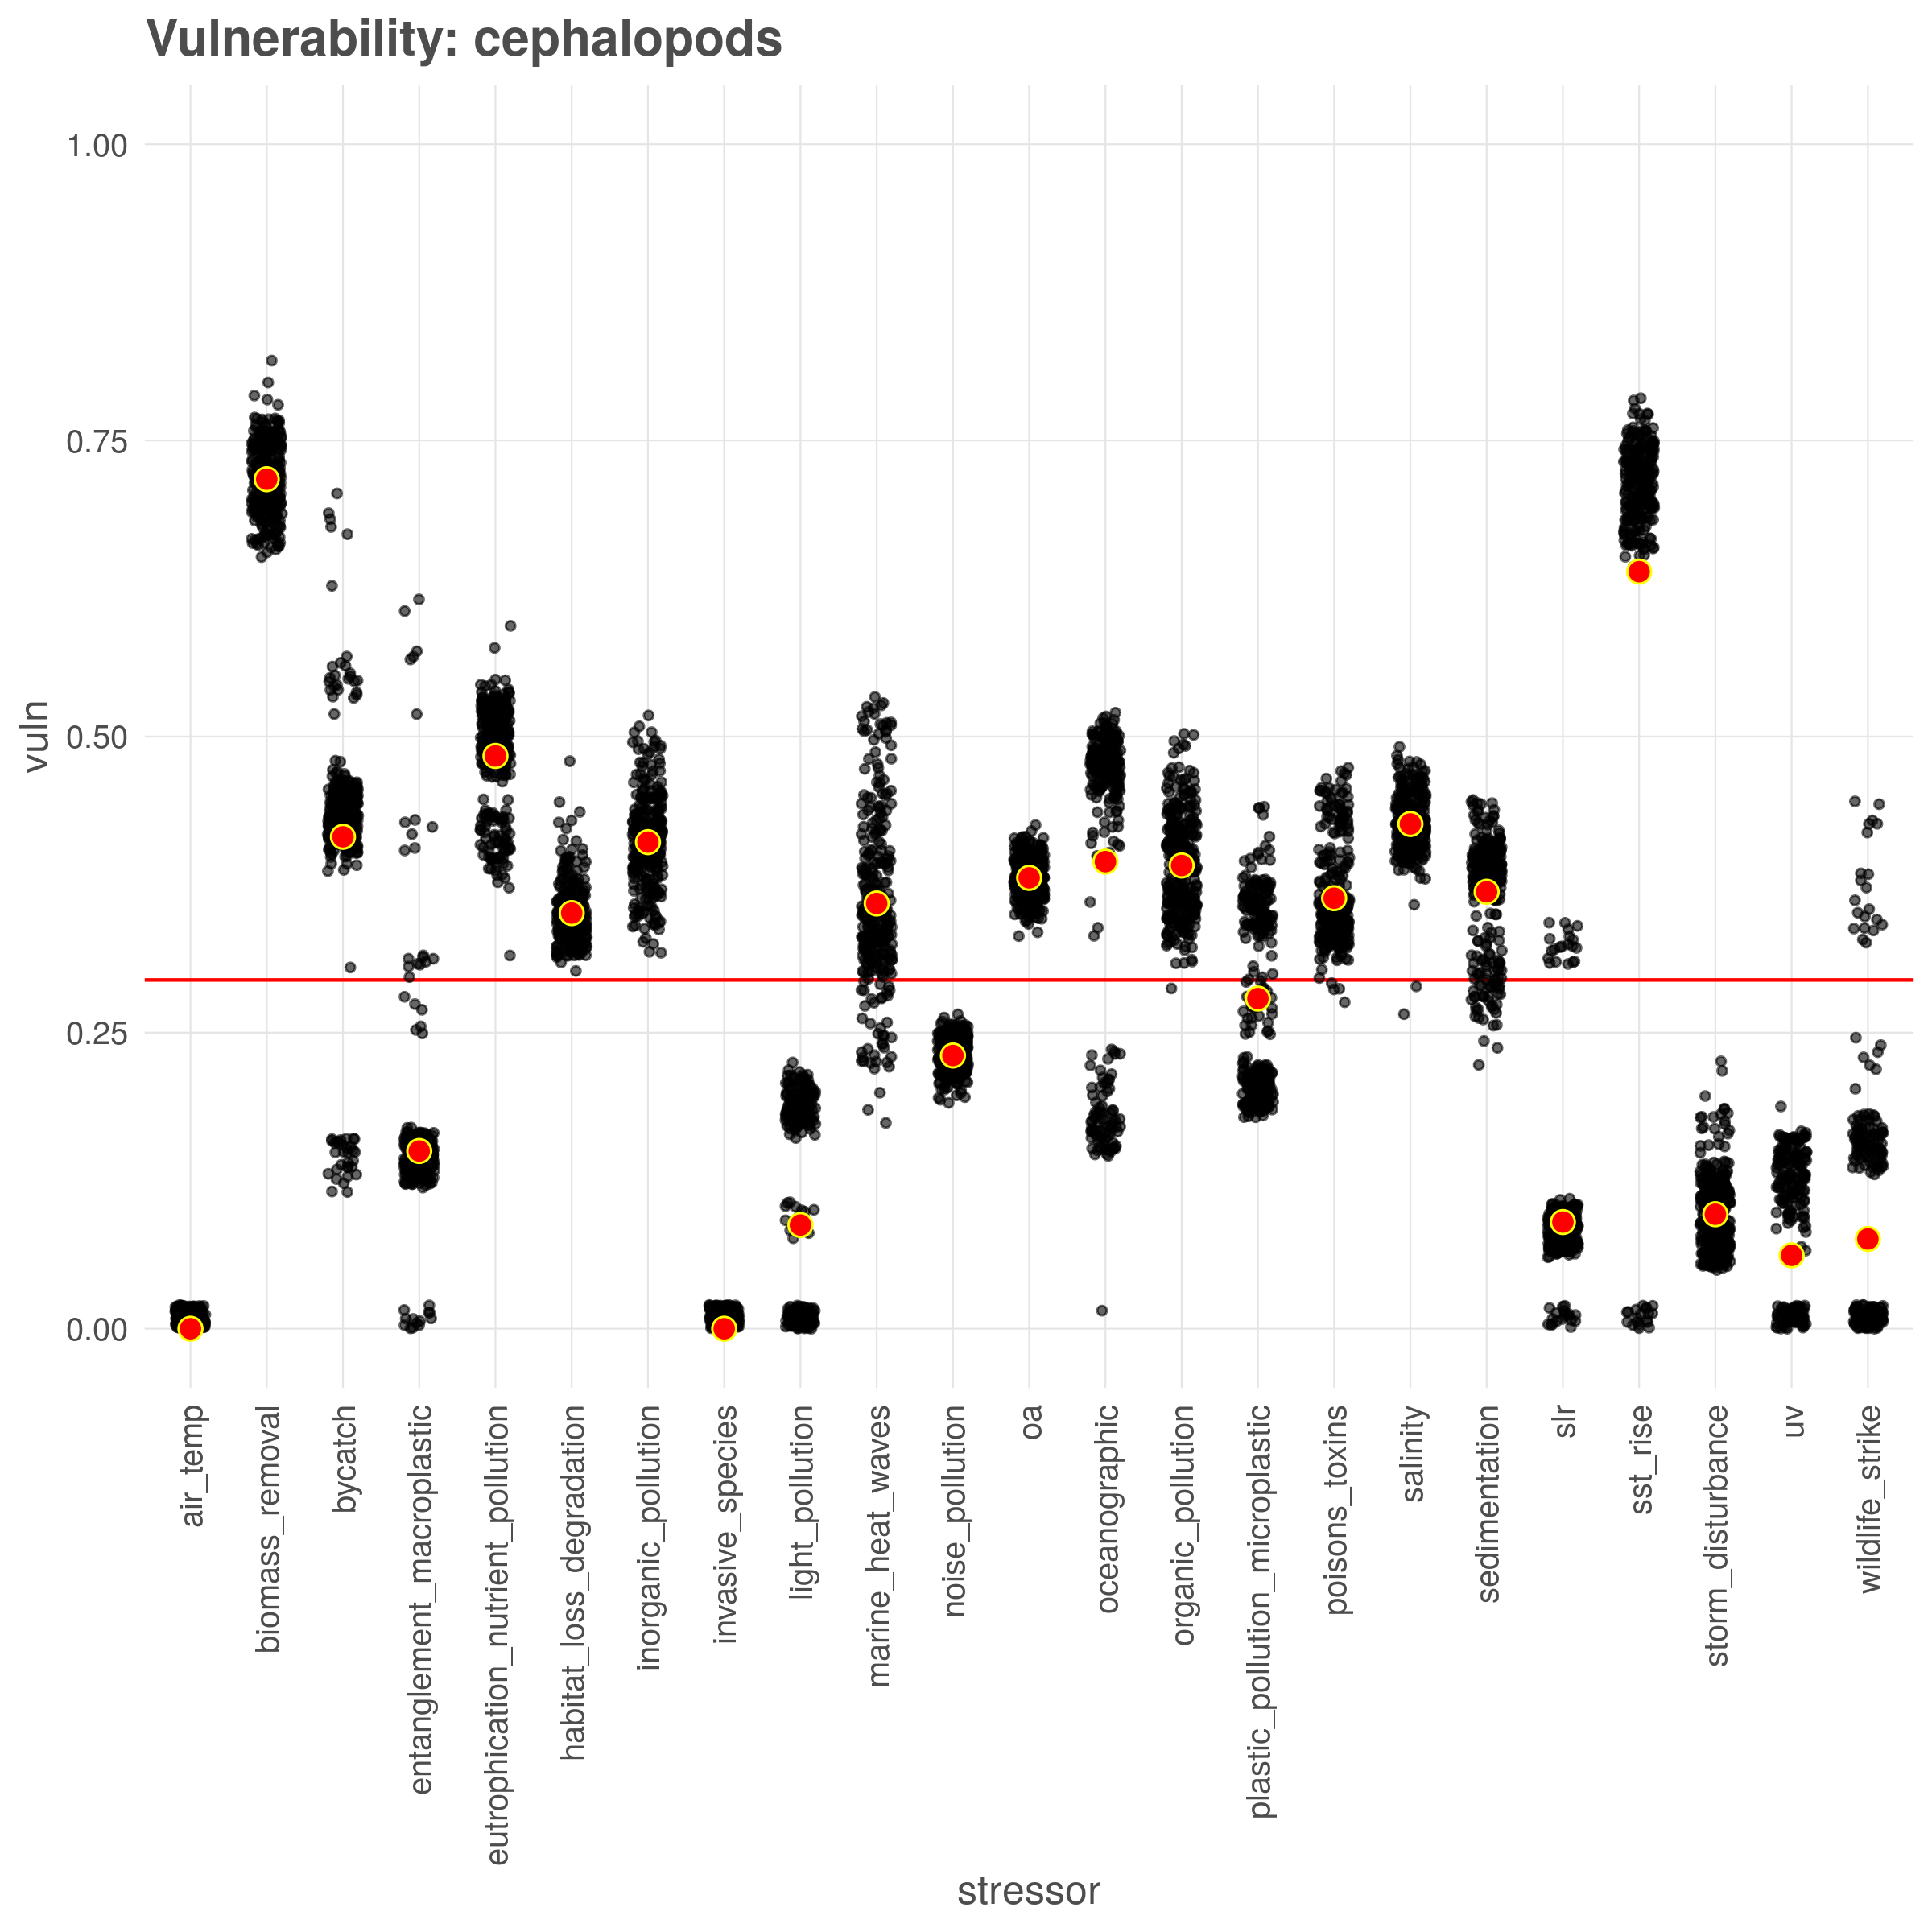 Vulnerability: cephalopods
vuln
1.00
0.75
0.50
0.25
0.00
air_temp
biomass_removal
bycatch
entanglement_macroplastic
eutrophication_nutrient_pollution
habitat_loss_degradation
inorganic_pollution
invasive_species
light_pollution
marine_heat_waves
noise_pollution
oa
oceanographic
organic_pollution
plastic_pollution_microplastic
poisons_toxins
salinity
sedimentation
slr
sst_rise
storm_disturbance
uv
wildlife_strike
stressor